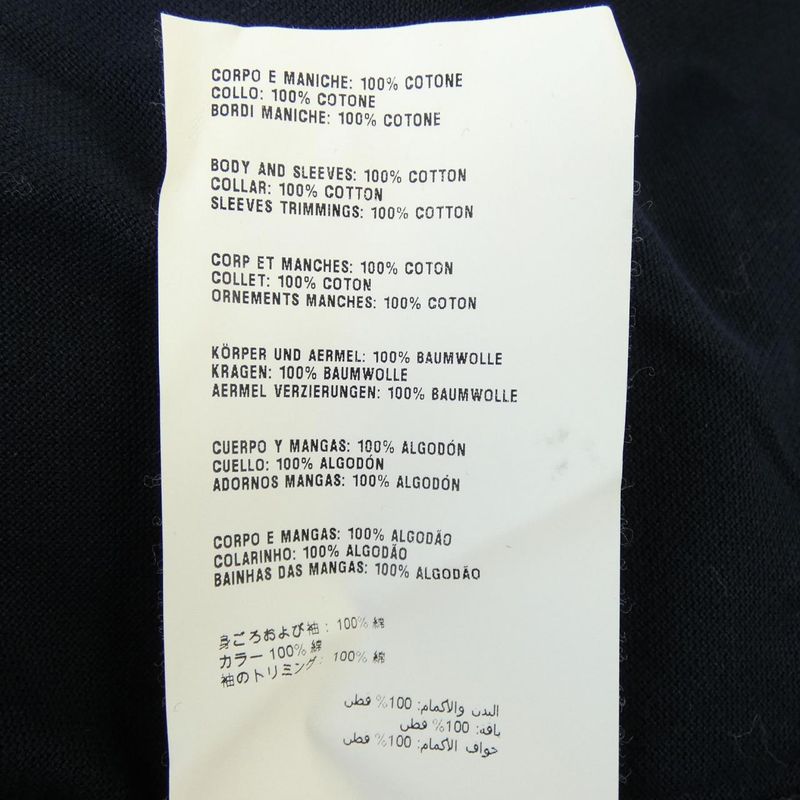 CORPO E MANICHE: 100% COTONE
COLLO: 100% COTONE
BORDI MANICHE: 100% COTONE
BODY AND SLEEVES: 100% COTTON
COLLAR: 100% COTTON
SLEEVES TRIMMINGS: 100% COTTON
CORP ET MANCHES: 100% COTON
COLLET: 100% COTON
ORNEMENTS MANCHES: 100% COTON
KÖRPER UND AERMEL: 100% BAUMWOLLE
KRAGEN: 100% BAUMWOLLE
AERMEL VERZIERUNGEN: 100% BAUMWOLLE
CUERPO Y MANGAS: 100% ALGODÓN
CUELLO: 100% ALGODÓN
ADORNOS MANGAS: 100% ALGODÓN
CORPO E MANGAS: 100% ALGODÃO
COLARINHO: 100% ALGODÃO
BAINHAS DAS MANGAS: 100% ALGODÃO
身ごろおよび袖: 100% 綿
カラー 100% 綿
袖のトリミング: 100% 綿
البدن والأكمام: 100% قطن
ياقة: 100% قطن
حواف الأكمام: 100% قطن